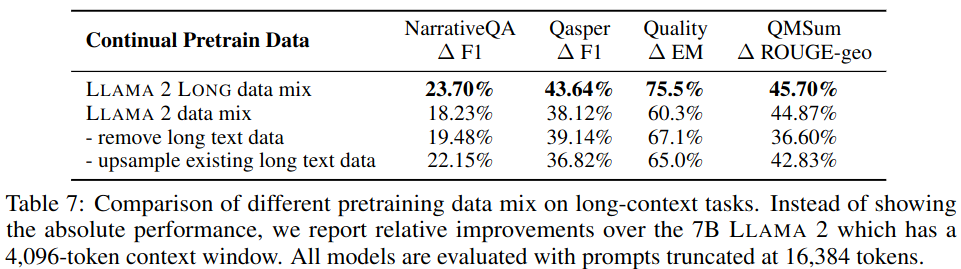 Continual Pretrain Data NarrativeQA Qasper Quality QMSum
Δ F1 Δ F1 Δ EM Δ ROUGE-geo
LLAMA 2 LONG data mix 23.70% 43.64% 75.5% 45.70%
LLAMA 2 data mix 18.23% 38.12% 60.3% 44.87%
- remove long text data 19.48% 39.14% 67.1% 36.60%
- upsample existing long text data 22.15% 36.82% 65.0% 42.83%
Table 7: Comparison of different pretraining data mix on long-context tasks. Instead of showing
the absolute performance, we report relative improvements over the 7B LLAMA 2 which has a
4,096-token context window. All models are evaluated with prompts truncated at 16,384 tokens.